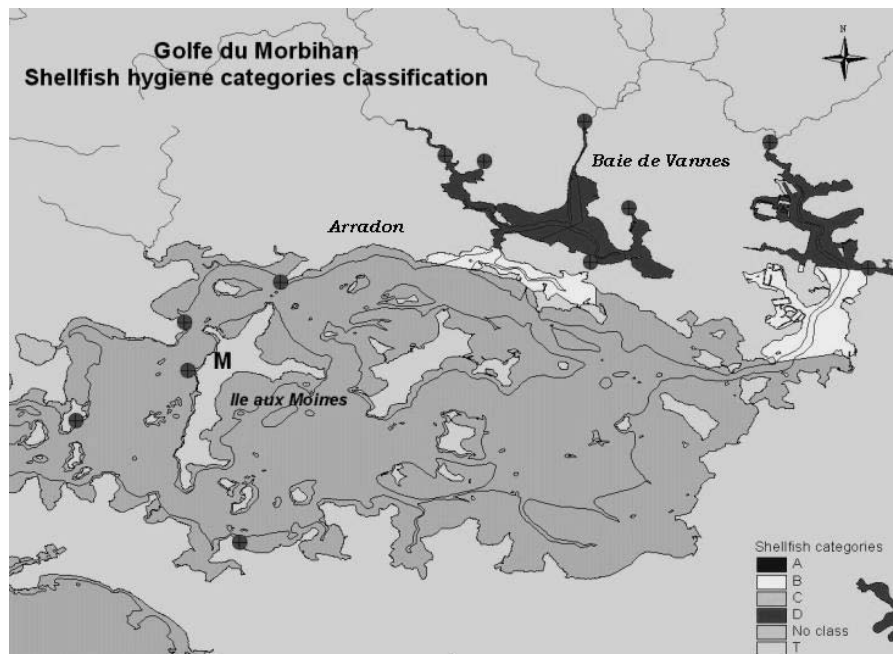 Golfe du Morbihan
Shellfish hygiene categories classification
N
Baie de Vannes
Arradon
M
Ile aux Moines
Shellfish categories
A
B
C
D
No class
T